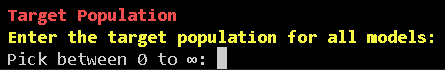 Target Population
Enter the target population for all models:
Pick between 0 to ∞: